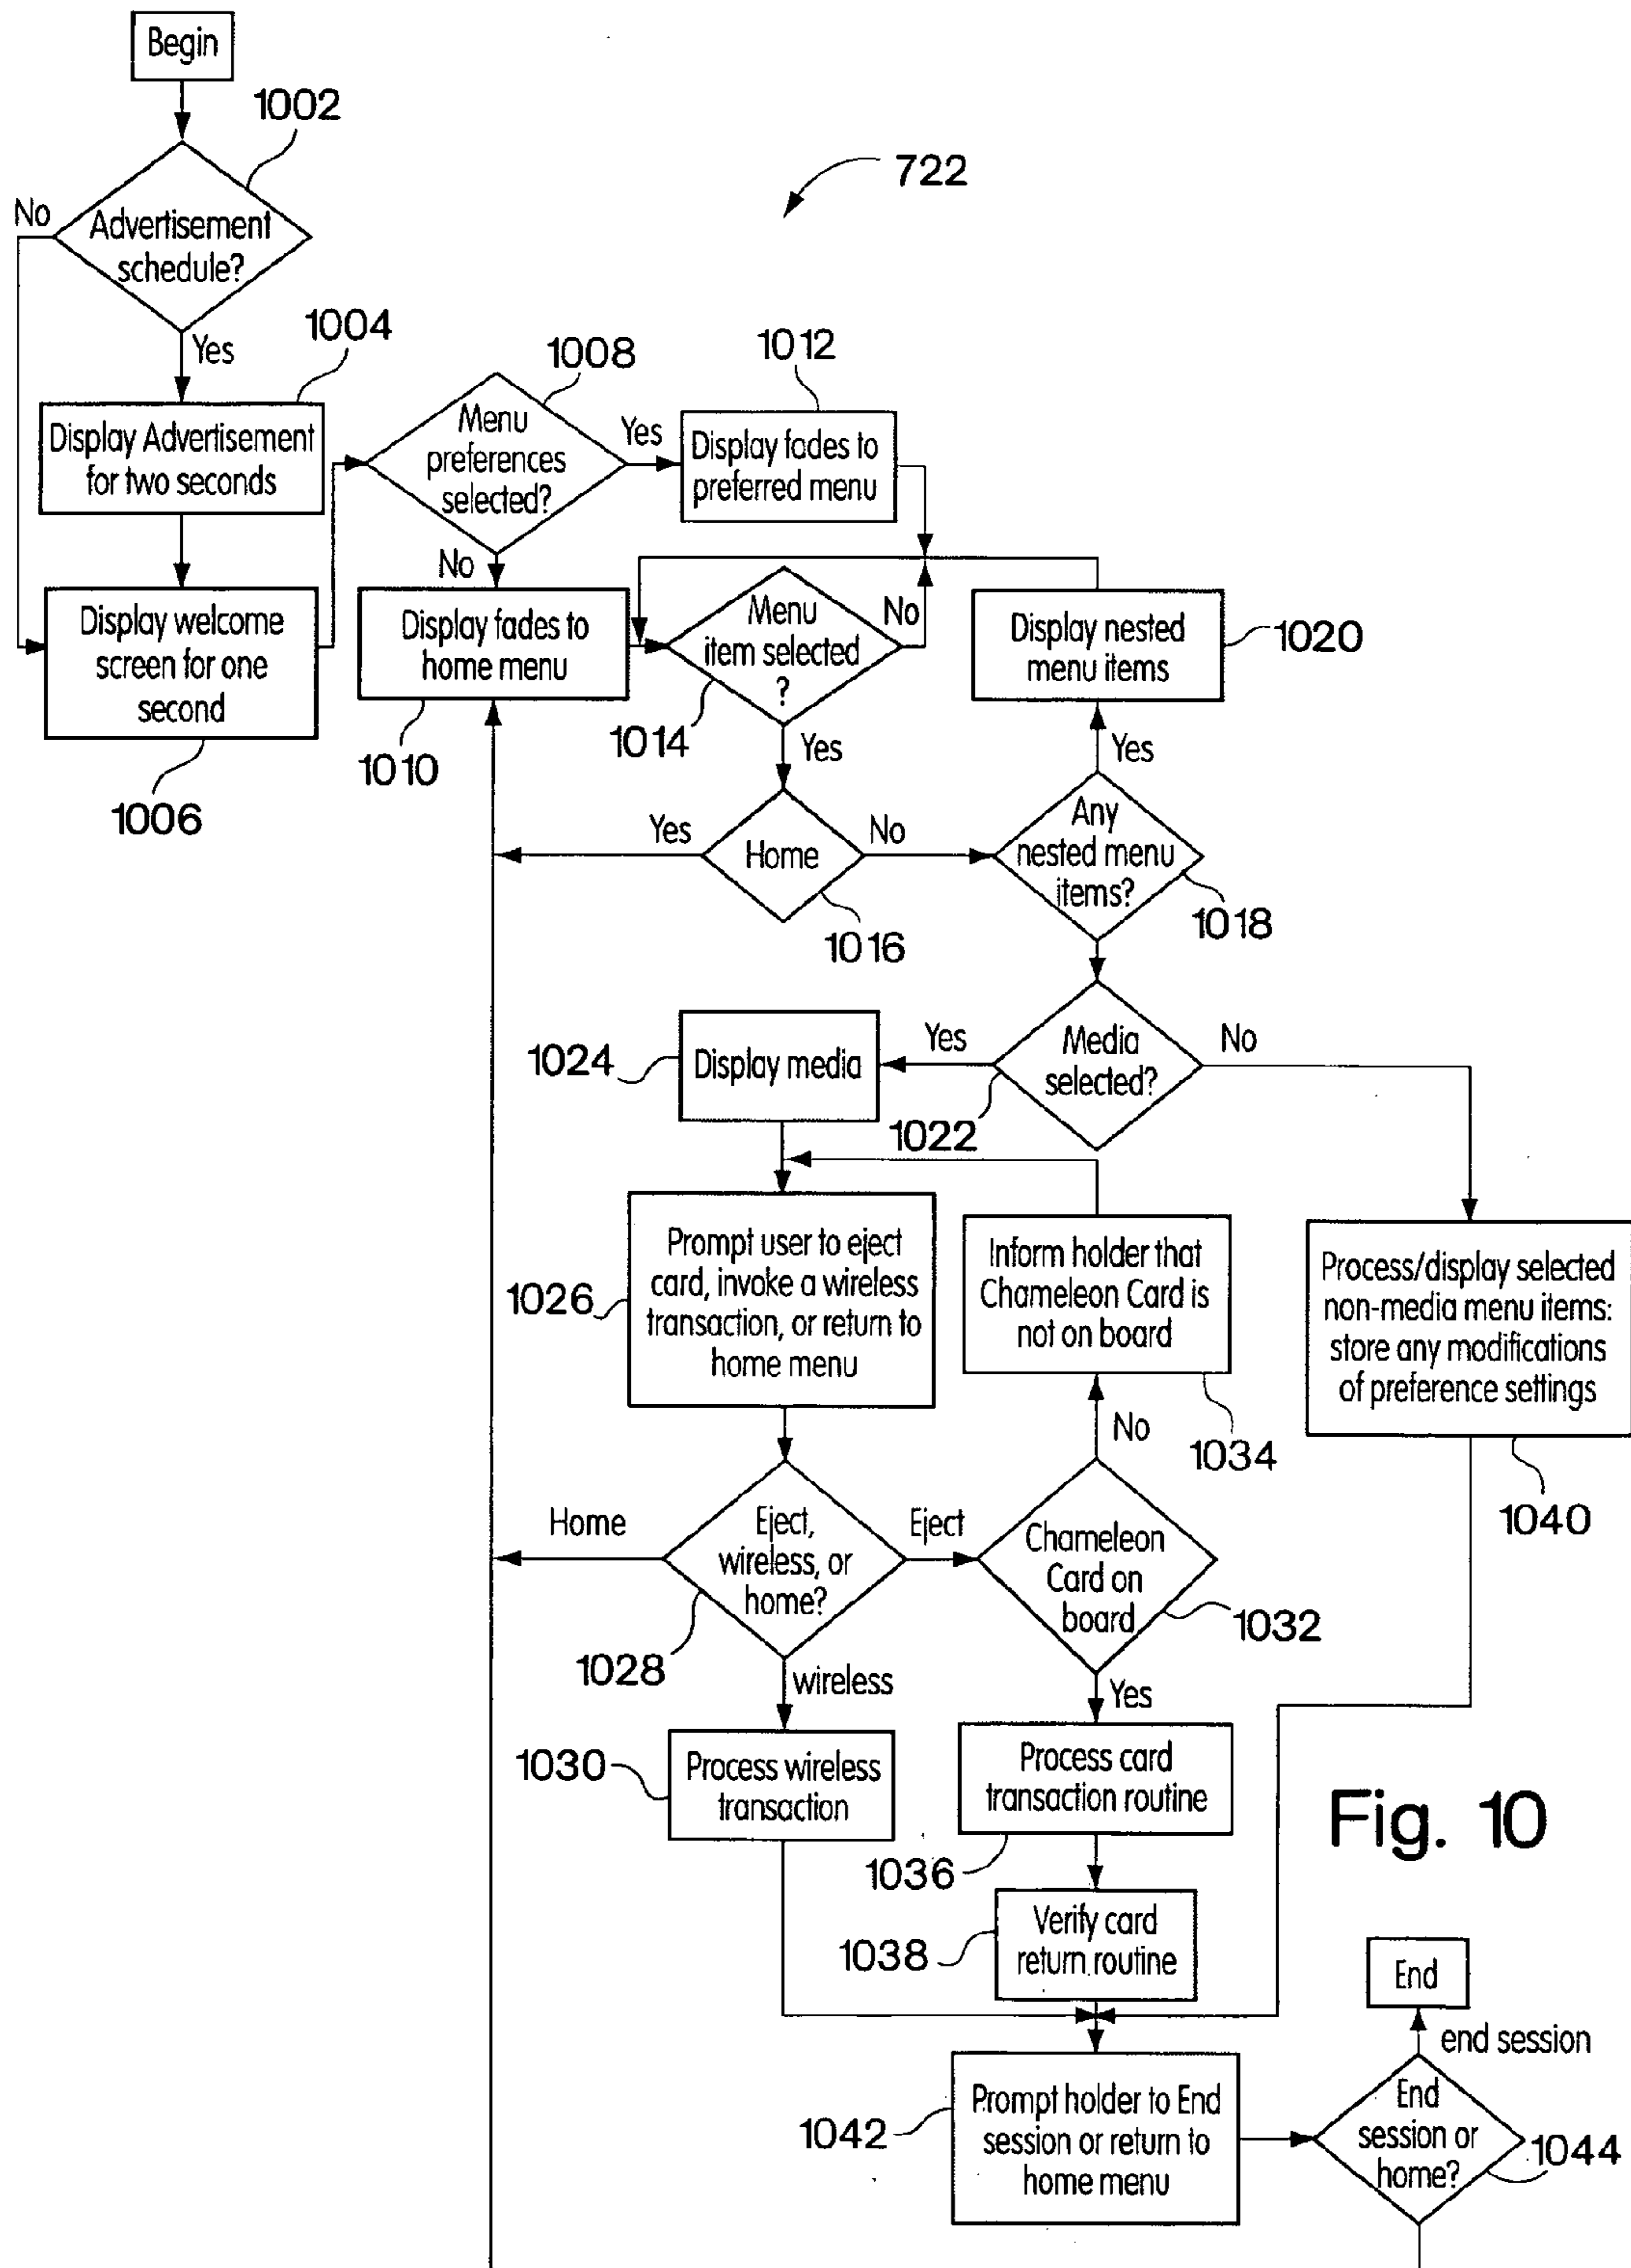 Begin
1002
722
No
Advertisement
schedule?
Yes
1004
Display Advertisement
for two seconds
Display welcome
screen for one
second
1006
1008
Menu
preferences
selected?
Yes
1012
Display fades to
preferred menu
No
Display fades to
home menu
1010
Menu
item selected
?
No
1014
Yes
Display nested
menu items
1020
Yes
Yes
Home
No
1016
Any
nested menu
items?
1018
1024
Display media
Yes
Media
selected?
No
1022
1026
Prompt user to eject
card, invoke a wireless
transaction, or return to
home menu
Inform holder that
Chameleon Card is
not on board
1034
Process/display selected
non-media menu items:
store any modifications
of preference settings
1040
No
Home
Eject,
wireless, or
home?
Eject
1028
Chameleon
Card on
board
1032
wireless
Yes
1030
Process wireless
transaction
Process card
transaction routine
1036
Fig. 10
1038
Verify card
return routine
End
end session
1042
Prompt holder to End
session or return to
home menu
End
session or
home?
1044